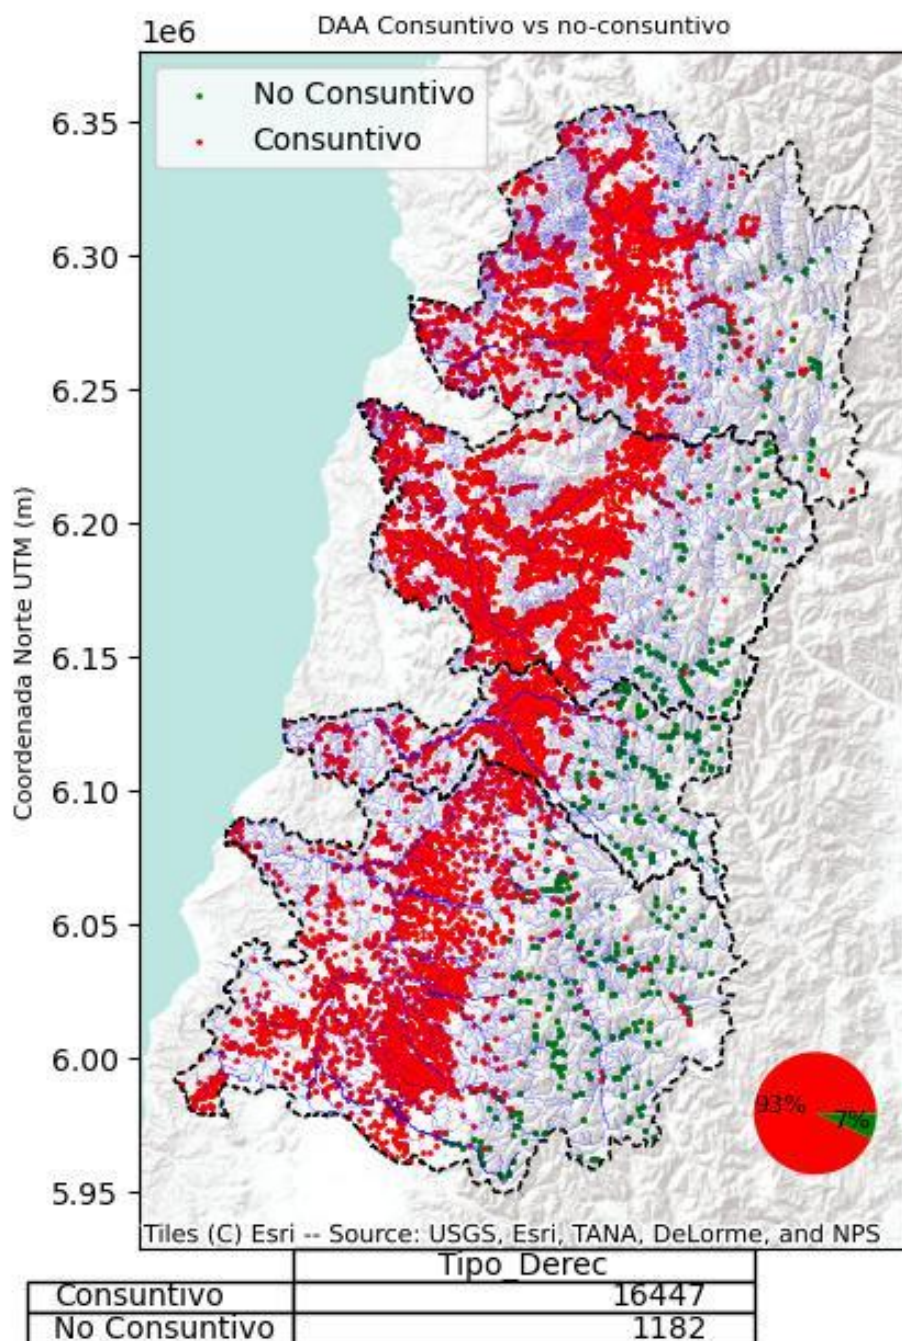 DAA Consuntivo vs no-consuntivo
1e6
No Consuntivo
Consuntivo
6.35
6.30
6.25
6.20
6.15
6.10
6.05
6.00
5.95
Coordenada Norte UTM (m)
93%
7%
Tiles (C) Esri -- Source: USGS, Esri, TANA, DeLorme, and NPS
Tipo_Derec
Consuntivo 16447
No Consuntivo 1182